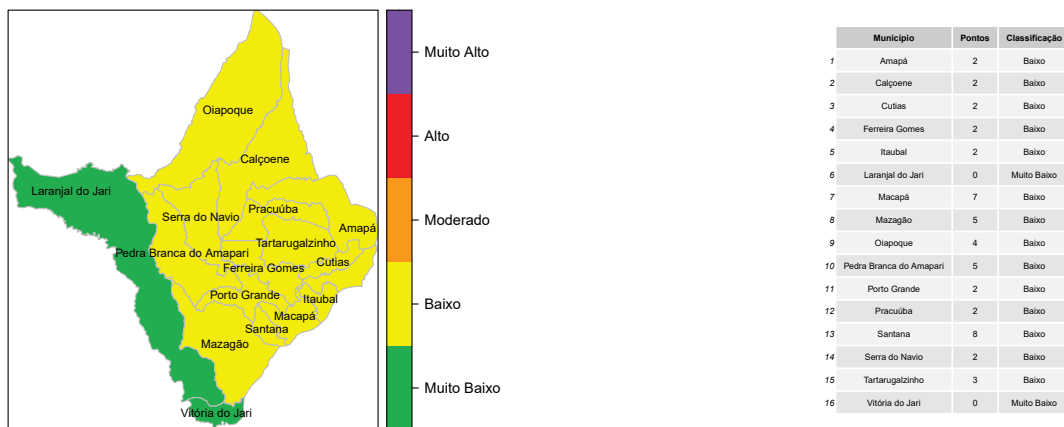 Muito Alto
Alto
Moderado
Baixo
Muito Baixo
Oiapoque
Calçoene
Laranjal do Jari
Serra do Navio
Pracuúba
Amapá
Tartarugalzinho
Pedra Branca do Amapari
Cutias
Ferreira Gomes
Porto Grande
Itaubal
Macapá
Santana
Mazagão
Vitória do Jari
Município Pontos Classificação
1 Amapá 2 Baixo
2 Calçoene 2 Baixo
3 Cutias 2 Baixo
4 Ferreira Gomes 2 Baixo
5 Itaubal 2 Baixo
6 Laranjal do Jari 0 Muito Baixo
7 Macapá 7 Baixo
8 Mazagão 5 Baixo
9 Oiapoque 4 Baixo
10 Pedra Branca do Amapari 5 Baixo
11 Porto Grande 2 Baixo
12 Pracuúba 2 Baixo
13 Santana 8 Baixo
14 Serra do Navio 2 Baixo
15 Tartarugalzinho 3 Baixo
16 Vitória do Jari 0 Muito Baixo